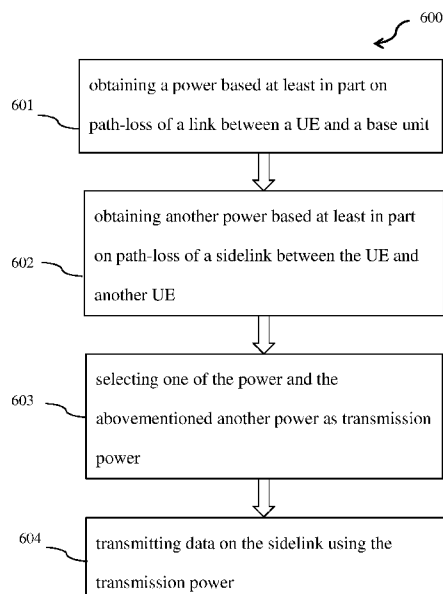 600
601
obtaining a power based at least in part on
path-loss of a link between a UE and a base unit
602
obtaining another power based at least in part
on path-loss of a sidelink between the UE and
another UE
603
selecting one of the power and the
abovementioned another power as transmission
power
604
transmitting data on the sidelink using the
transmission power